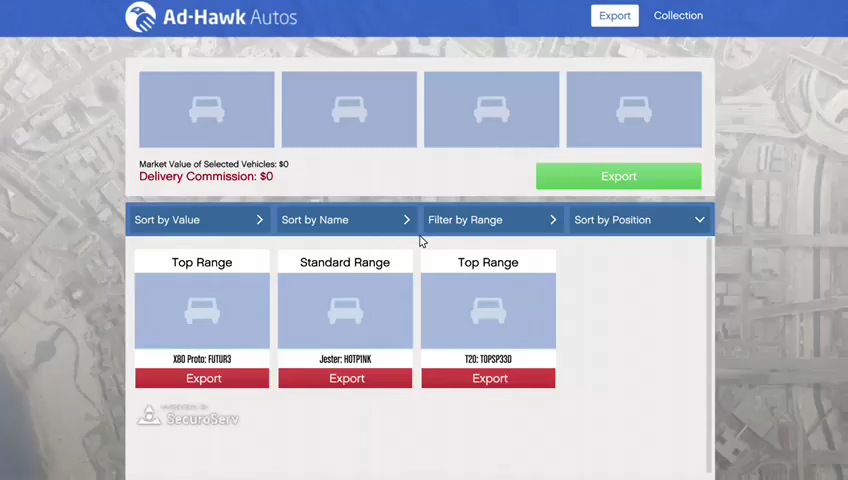 Ad-Hawk Autos
Export Collection
Market Value of Selected Vehicles: $0
Delivery Commission: $0
Export
Sort by Value Sort by Name Filter by Range Sort by Position
Top Range Standard Range Top Range
X80 Proto: FUTUR3 Jester: H0TP1NK T20: T0PSP33D
Export Export Export
SecuroServ